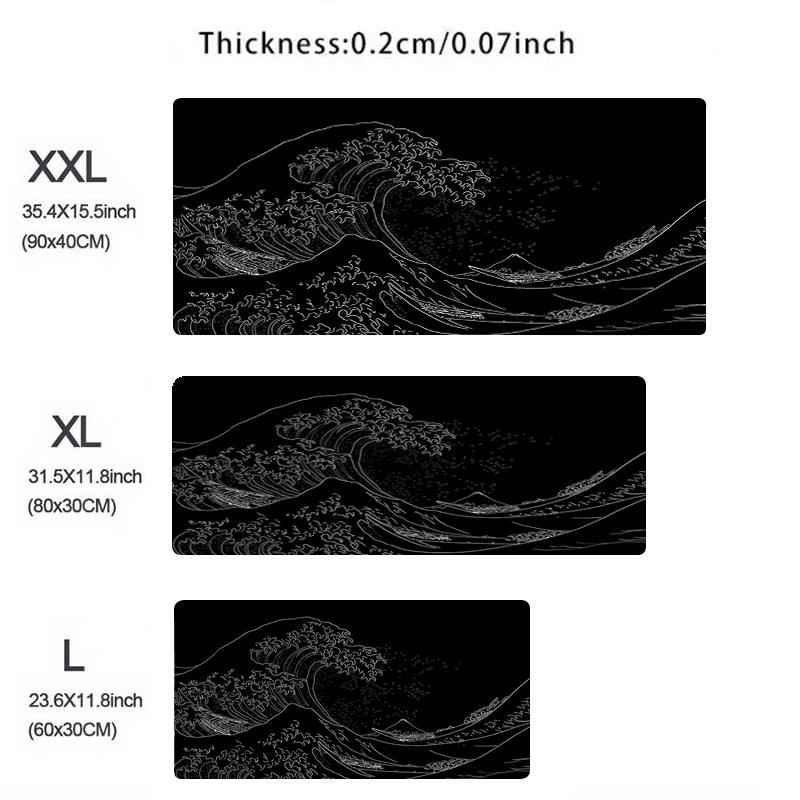 Thickness:0.2cm/0.07inch
XXL
35.4X15.5inch
(90x40CM)
XL
31.5X11.8inch
(80x30CM)
L
23.6X11.8inch
(60x30CM)